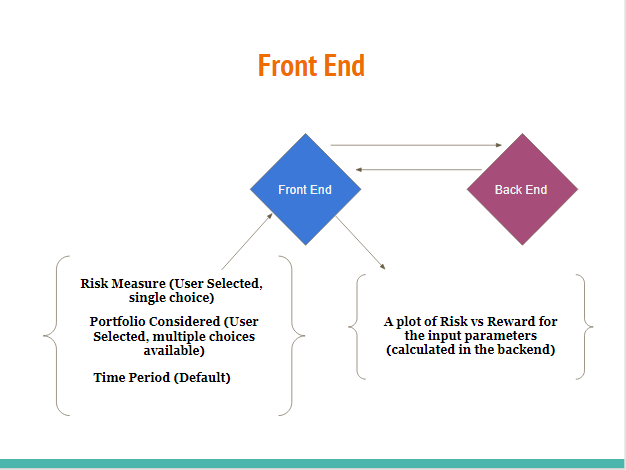 Front End
Front End
Back End
Risk Measure (User Selected,
single choice)
Portfolio Considered (User
Selected, multiple choices
available)
Time Period (Default)
A plot of Risk vs Reward for
the input parameters
(calculated in the backend)